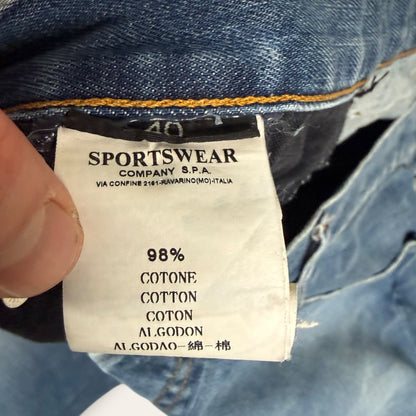 40
SPORTSWEAR
COMPANY S.P.A.
VIA CONFINE 2161-RAVARINO(MO)-ITALIA
98%
COTONE
COTTON
COTON
ALGODON
ALGODAO-綿-棉